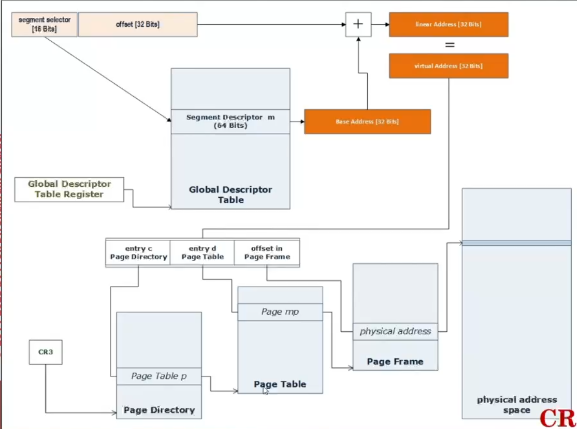 segment selector
[16 Bits]
offset [32 Bits]
+
linear Address [32 Bits]
=
virtual Address [32 Bits]
Segment Descriptor m
(64 Bits)
Base Address [32 Bits]
Global Descriptor
Table Register
Global Descriptor
Table
entry c
Page Directory
entry d
Page Table
offset in
Page Frame
Page mp
physical address
Page Frame
CR3
Page Table p
Page Table
Page Directory
physical address
space
CR